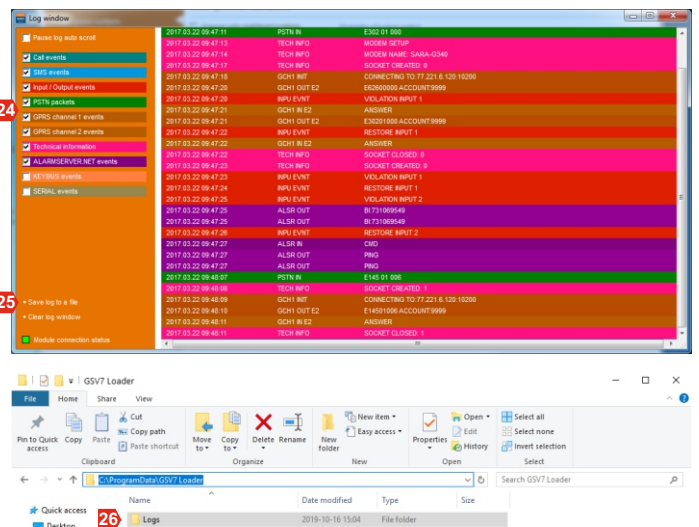 Log window
Pause log auto scroll
Call events
SMS events
Input / Output events
24
PSTN packets
GPRS channel 1 events
GPRS channel 2 events
Technical information
ALARMSERVER.NET events
KEYBUS events
SERIAL events
25
Save log to a file
Clear log window
Module connection status
2017.03.22 09:47:11 PSTN IN E302 01 000
2017.03.22 09:47:13 TECH INFO MODEM SETUP
2017.03.22 09:47:14 TECH INFO MODEM NAME: SARA-G340
2017.03.22 09:47:17 TECH INFO SOCKET CREATED: 0
2017.03.22 09:47:18 GCH1 INIT CONNECTING TO:77.221.6.120:10200
2017.03.22 09:47:20 GCH1 OUT E2 E62600000 ACCOUNT:9999
2017.03.22 09:47:20 INPU EVNT VIOLATION INPUT 1
2017.03.22 09:47:21 GCH1 IN E2 ANSWER
2017.03.22 09:47:21 GCH1 OUT E2 E30201000 ACCOUNT:9999
2017.03.22 09:47:22 INPU EVNT RESTORE INPUT 1
2017.03.22 09:47:22 GCH1 IN E2 ANSWER
2017.03.22 09:47:22 TECH INFO SOCKET CLOSED: 0
2017.03.22 09:47:23 TECH INFO SOCKET CREATED: 0
2017.03.22 09:47:23 INPU EVNT VIOLATION INPUT 1
2017.03.22 09:47:24 INPU EVNT RESTORE INPUT 1
2017.03.22 09:47:25 INPU EVNT VIOLATION INPUT 2
2017.03.22 09:47:25 ALSR OUT BI:731069549
2017.03.22 09:47:25 ALSR OUT BI:731069549
2017.03.22 09:47:26 INPU EVNT RESTORE INPUT 2
2017.03.22 09:47:27 ALSR IN CMD
2017.03.22 09:47:27 ALSR OUT PING
2017.03.22 09:47:27 ALSR OUT PNG
2017.03.22 09:48:07 PSTN IN E145 01 006
2017.03.22 09:48:08 TECH INFO SOCKET CREATED: 1
2017.03.22 09:48:09 GCH1 INIT CONNECTING TO:77.221.6.120:10200
2017.03.22 09:48:10 GCH1 OUT E2 E14501006 ACCOUNT:9999
2017.03.22 09:48:11 GCH1 IN E2 ANSWER
2017.03.22 09:48:11 TECH INFO SOCKET CLOSED: 1
GSV7 Loader
File Home Share View
Pin to Quick access
Copy
Paste
Cut
Copy path
Paste shortcut
Move to
Copy to
Delete
Rename
New folder
New item
Easy access
Properties
Open
Edit
History
Select all
Select none
Invert selection
Clipboard Organize New Open Select
C:\ProgramData\GSV7 Loader
Search GSV7 Loader
Name Date modified Type Size
Quick access
Desktop
26
Logs 2019-10-16 15:04 File folder